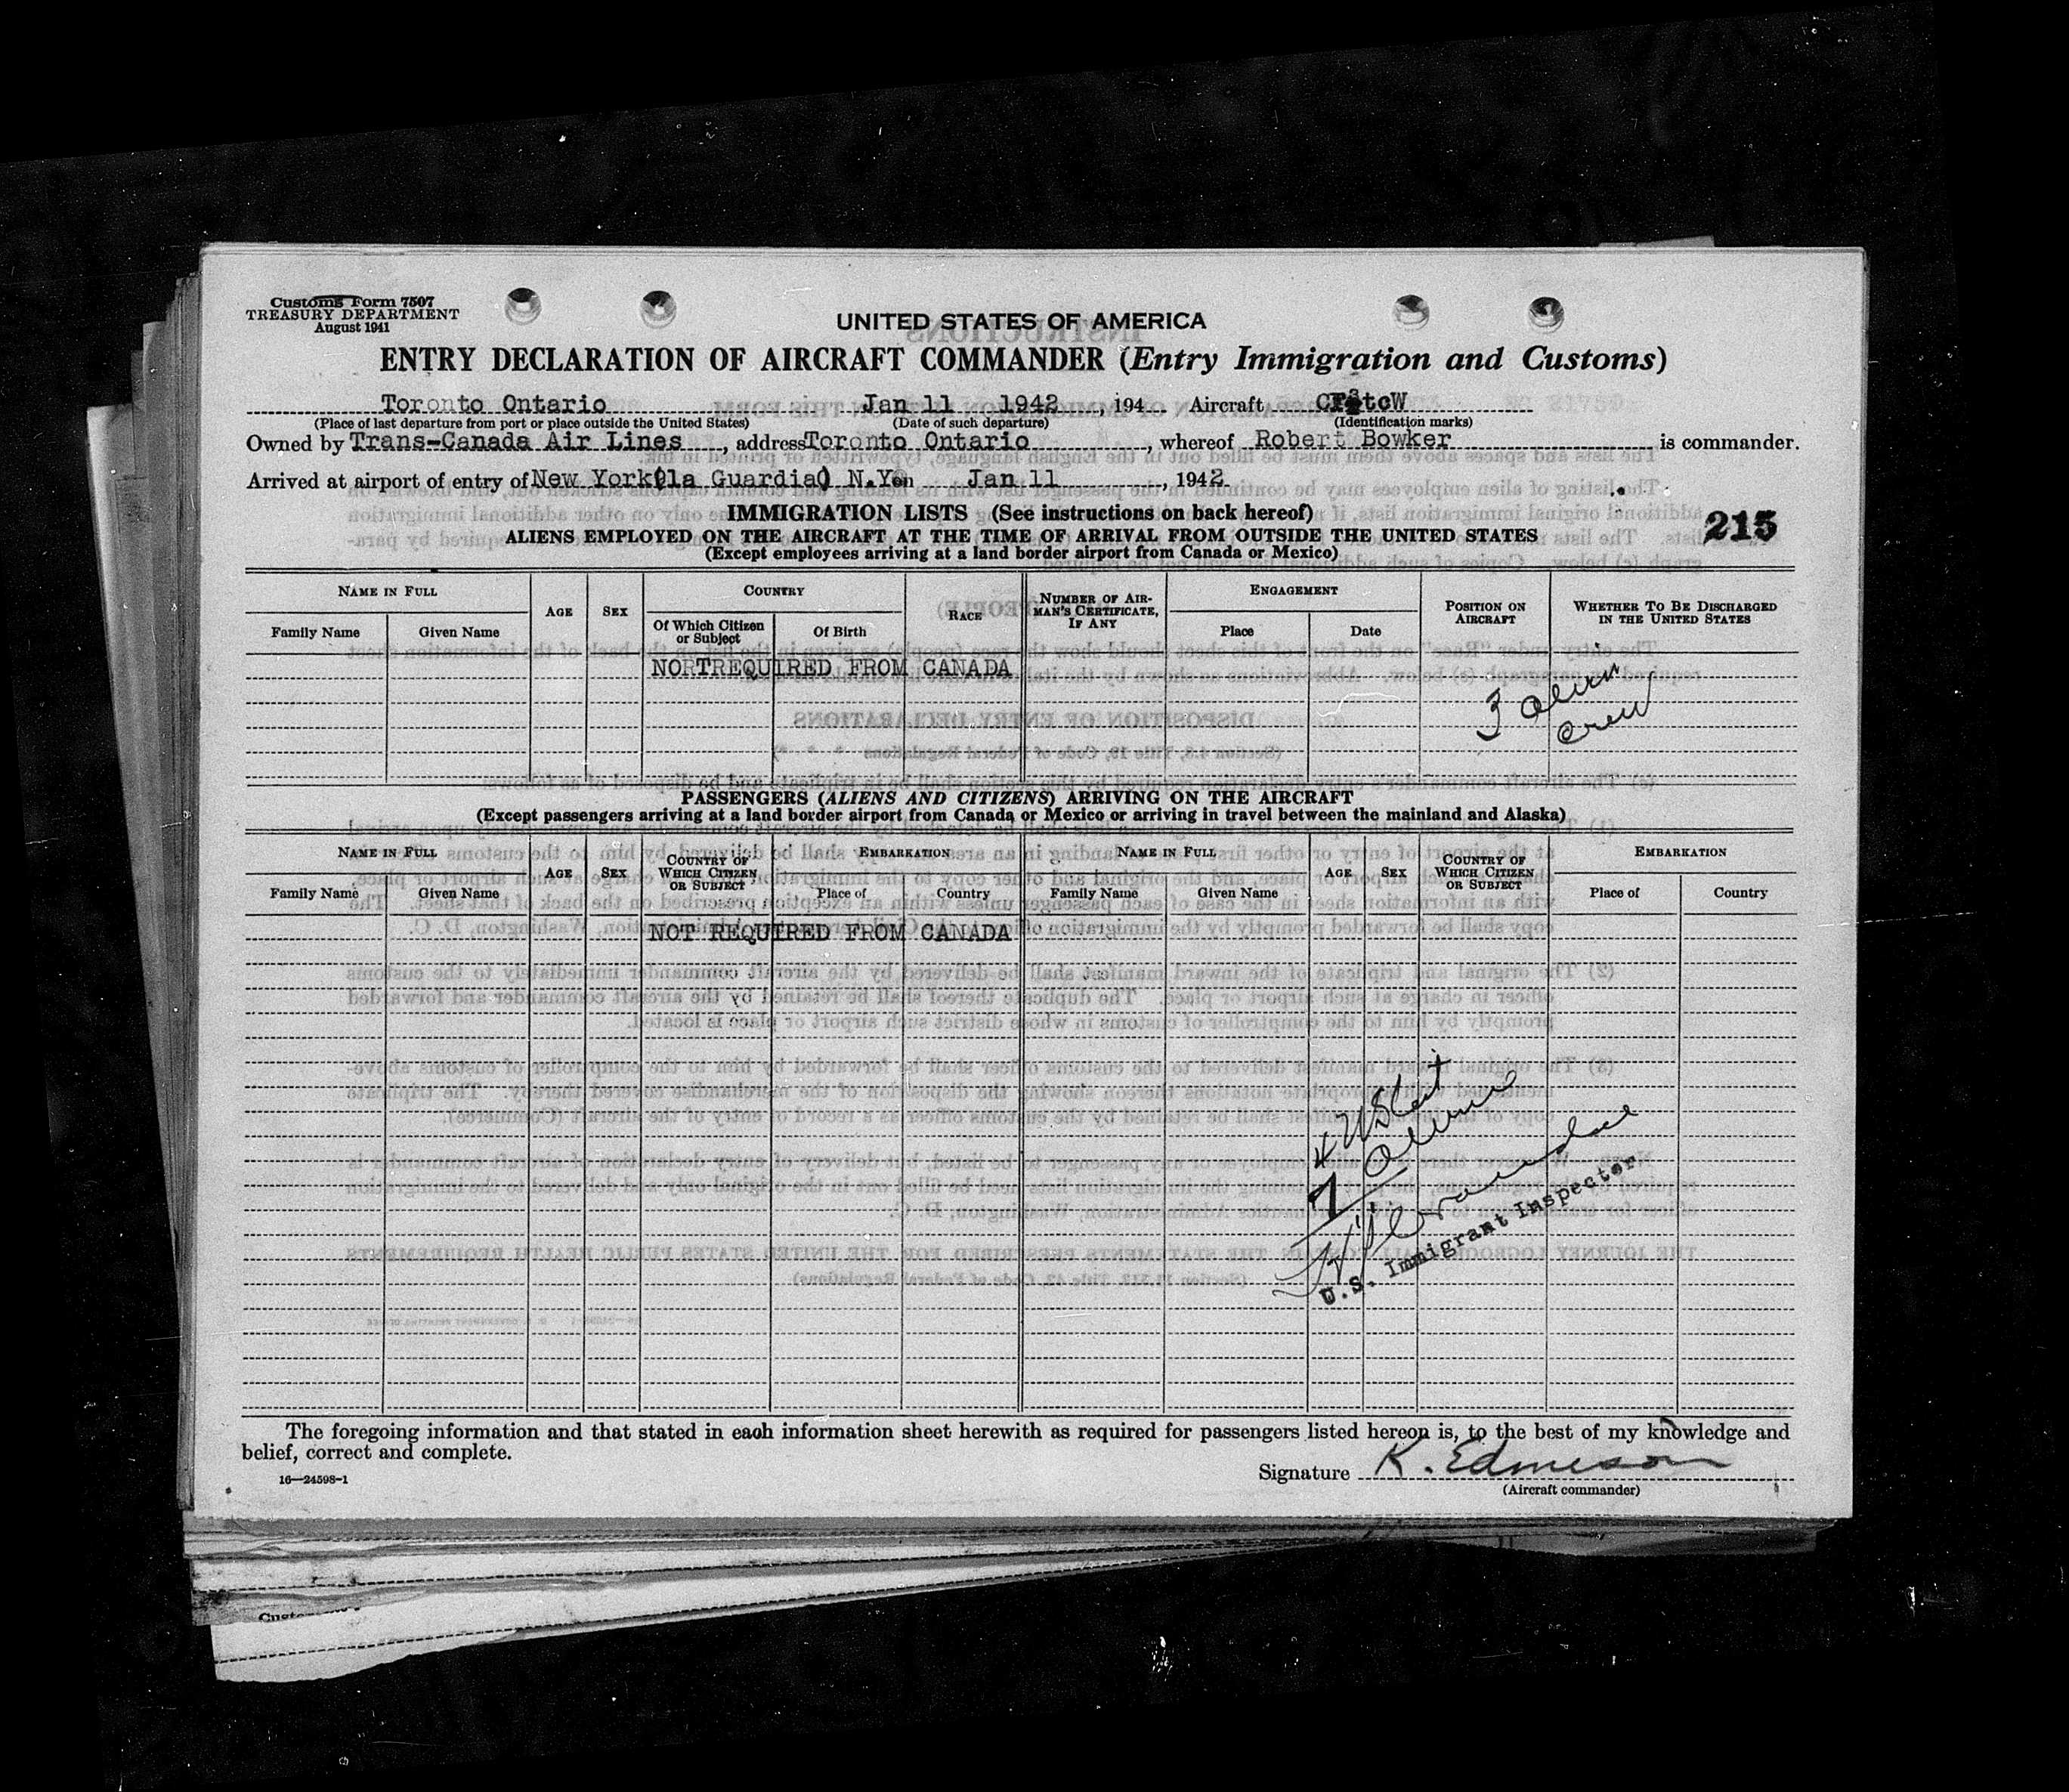 Customs Form 7507
TREASURY DEPARTMENT
August 1941
UNITED STATES OF AMERICA
ENTRY DECLARATION OF AIRCRAFT COMMANDER (Entry Immigration and Customs)
Toronto Ontario Jan 11 1942, 194 Aircraft
(Place of last departure from port or place outside the United States) (Date of such departure) (Identification marks)
Owned by Trans-Canada Air Lines, address Toronto Ontario, whereof Robert Bowker is commander.
Arrived at airport of entry of New York (la Guardia) N.Y. on Jan 11, 1942
IMMIGRATION LISTS (See instructions on back hereof)
215
ALIENS EMPLOYED ON THE AIRCRAFT AT THE TIME OF ARRIVAL FROM OUTSIDE THE UNITED STATES
(Except employees arriving at a land border airport from Canada or Mexico)
NAME IN FULL AGE SEX COUNTRY RACE NUMBER OF AIRMAN'S CERTIFICATE, IF ANY ENGAGEMENT POSITION ON AIRCRAFT WHETHER TO BE DISCHARGED IN THE UNITED STATES
Family Name Given Name Of Which Citizen or Subject Of Birth Place Date
NOTREQUIRED FROM CANADA
3 alien
crew
PASSENGERS (ALIENS AND CITIZENS) ARRIVING ON THE AIRCRAFT
(Except passengers arriving at a land border airport from Canada or Mexico or arriving in travel between the mainland and Alaska)
NAME IN FULL AGE SEX COUNTRY OF WHICH CITIZEN OR SUBJECT EMBARKATION NAME IN FULL AGE SEX COUNTRY OF WHICH CITIZEN OR SUBJECT EMBARKATION
Family Name Given Name Place of Country Family Name Given Name Place of Country
NOT REQUIRED FROM CANADA
4 USCit
7 Aliens
U.S. Immigrant Inspector
The foregoing information and that stated in each information sheet herewith as required for passengers listed hereon is, to the best of my knowledge and
belief, correct and complete.
16—24598-1
Signature K. Edmeson
(Aircraft commander)